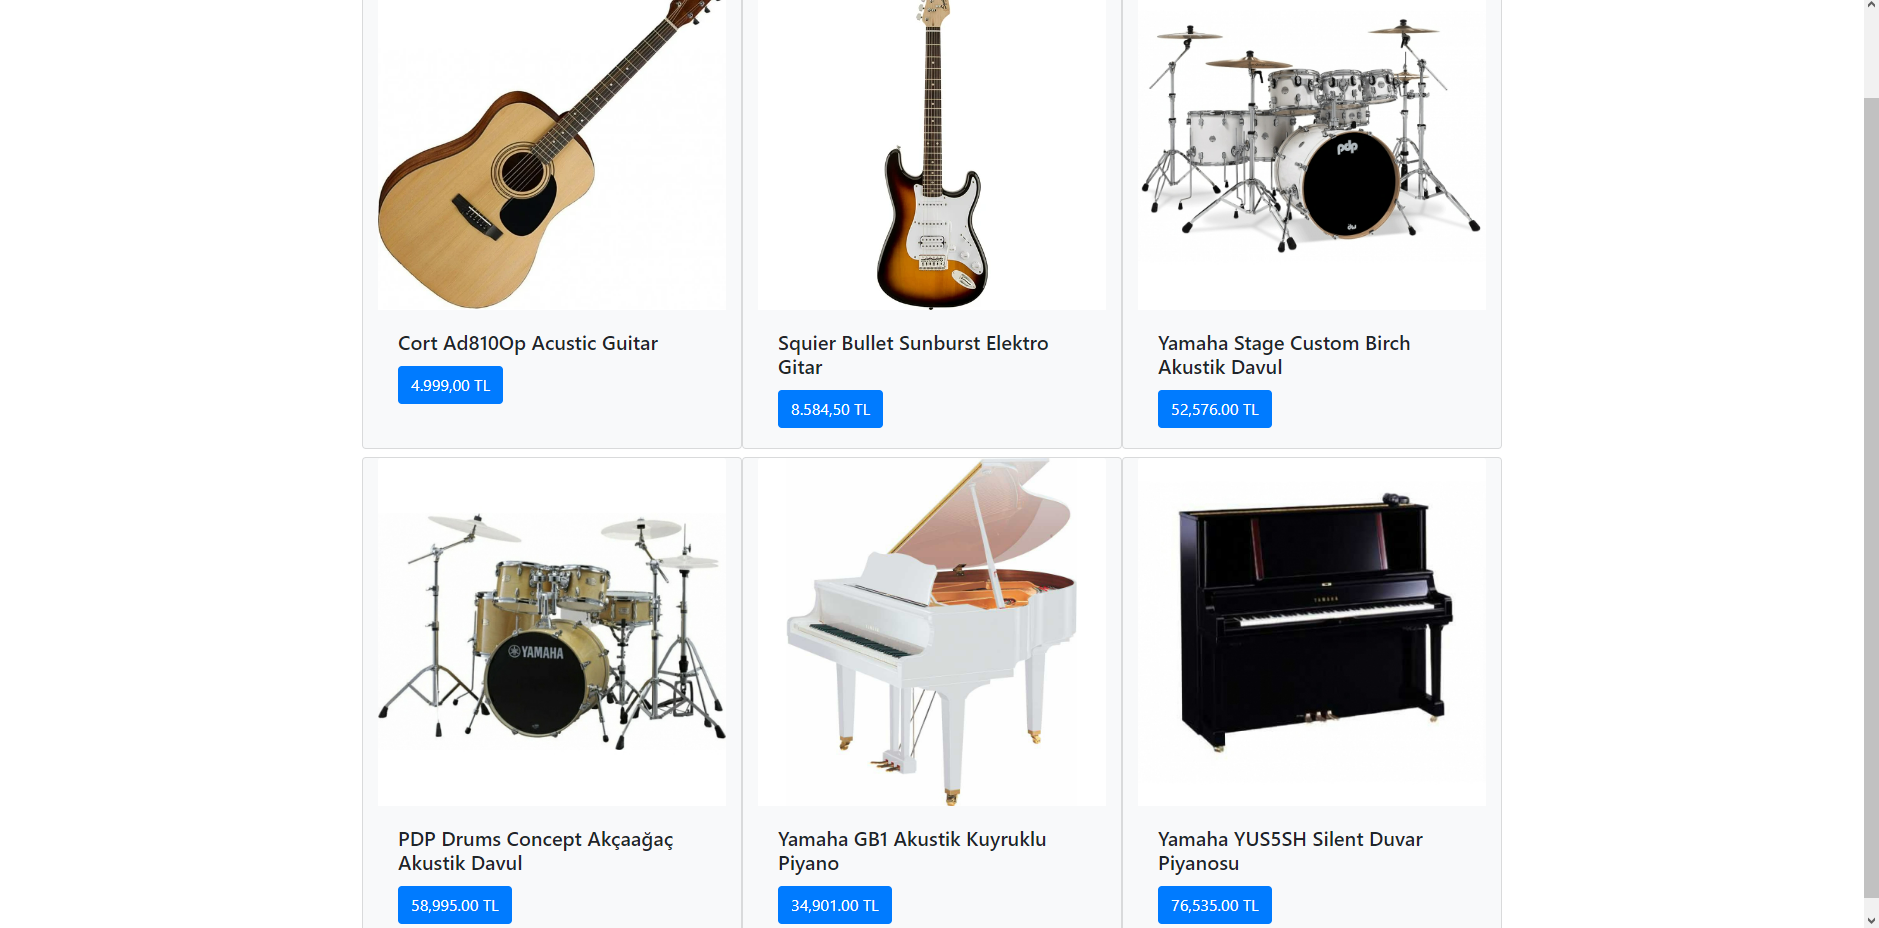 pdp
dw
Cort Ad810Op Acustic Guitar
4.999,00 TL
Squier Bullet Sunburst Elektro
Gitar
8.584,50 TL
Yamaha Stage Custom Birch
Akustik Davul
52,576.00 TL
YAMAHA
YAMAHA
PDP Drums Concept Akçaağaç
Akustik Davul
58,995.00 TL
Yamaha GB1 Akustik Kuyruklu
Piyano
34,901.00 TL
Yamaha YUS5SH Silent Duvar
Piyanosu
76,535.00 TL